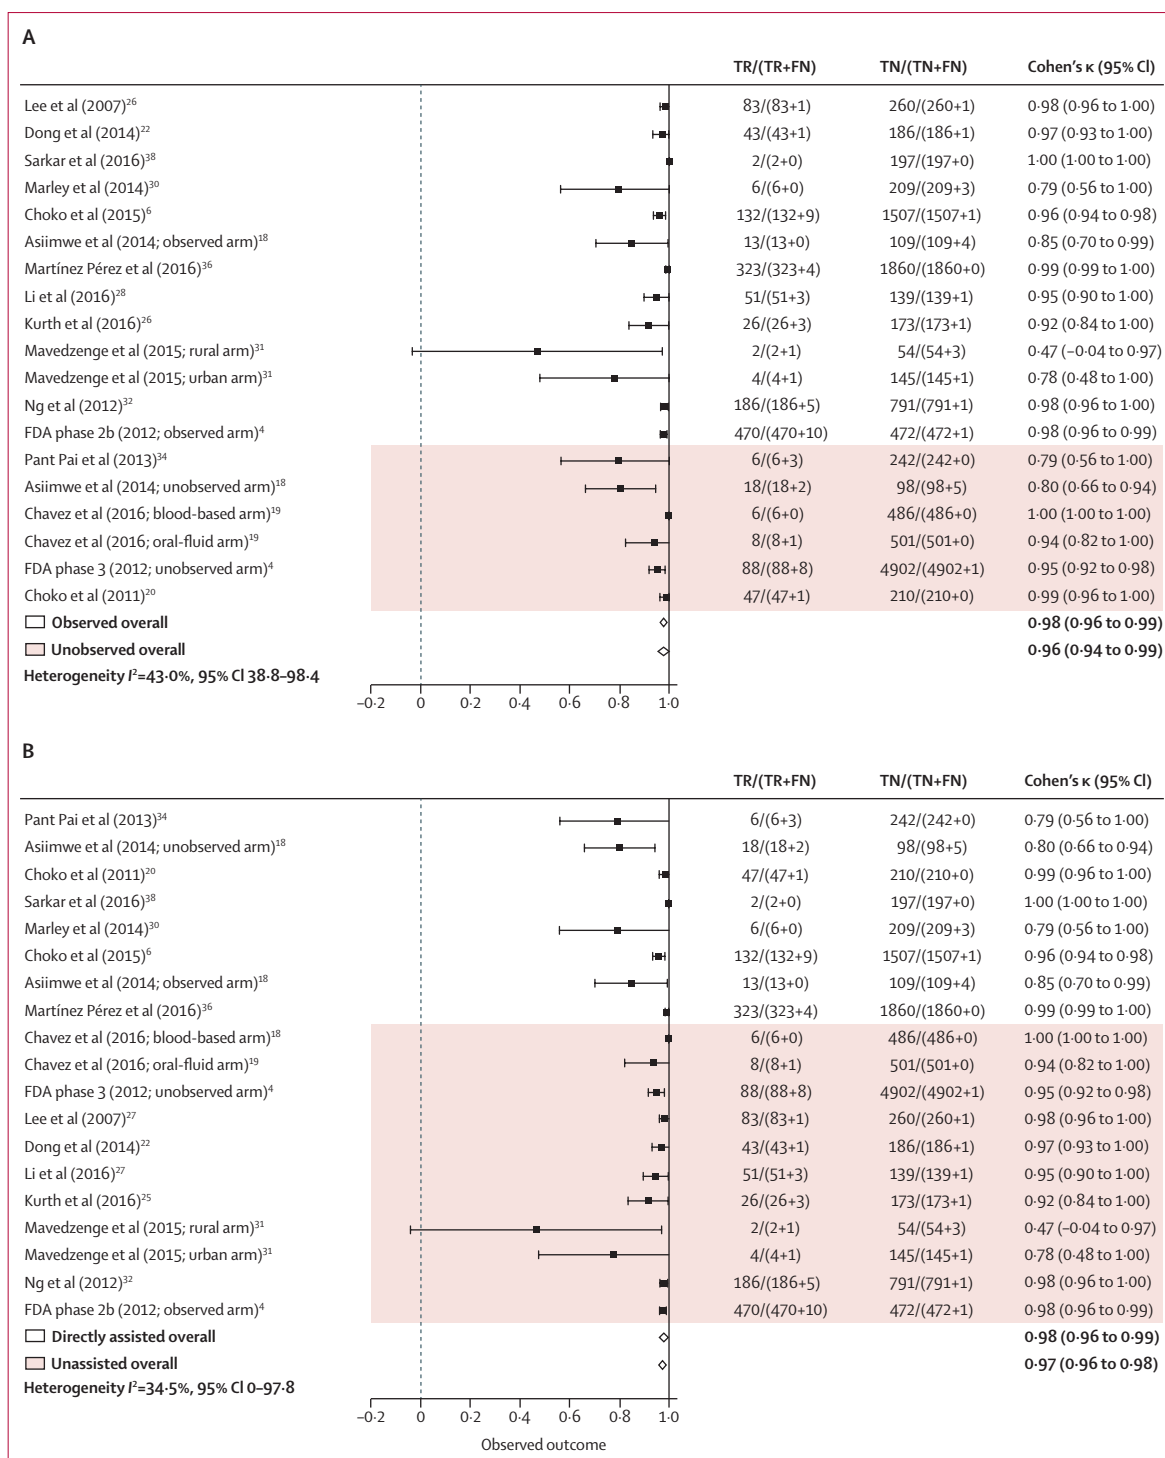 A
TR/(TR+FN) TN/(TN+FN) Cohen's κ (95% CI)
Lee et al (2007)²⁶ 83/(83+1) 260/(260+1) 0·98 (0·96 to 1·00)
Dong et al (2014)²² 43/(43+1) 186/(186+1) 0·97 (0·93 to 1·00)
Sarkar et al (2016)³⁸ 2/(2+0) 197/(197+0) 1·00 (1·00 to 1·00)
Marley et al (2014)³⁰ 6/(6+0) 209/(209+3) 0·79 (0·56 to 1·00)
Choko et al (2015)⁶ 132/(132+9) 1507/(1507+1) 0·96 (0·94 to 0·98)
Asiimwe et al (2014; observed arm)¹⁸ 13/(13+0) 109/(109+4) 0·85 (0·70 to 0·99)
Martínez Pérez et al (2016)³⁶ 323/(323+4) 1860/(1860+0) 0·99 (0·99 to 1·00)
Li et al (2016)²⁸ 51/(51+3) 139/(139+1) 0·95 (0·90 to 1·00)
Kurth et al (2016)²⁶ 26/(26+3) 173/(173+1) 0·92 (0·84 to 1·00)
Mavedzenge et al (2015; rural arm)³¹ 2/(2+1) 54/(54+3) 0·47 (–0·04 to 0·97)
Mavedzenge et al (2015; urban arm)³¹ 4/(4+1) 145/(145+1) 0·78 (0·48 to 1·00)
Ng et al (2012)³² 186/(186+5) 791/(791+1) 0·98 (0·96 to 1·00)
FDA phase 2b (2012; observed arm)⁴ 470/(470+10) 472/(472+1) 0·98 (0·96 to 0·99)
Pant Pai et al (2013)³⁴ 6/(6+3) 242/(242+0) 0·79 (0·56 to 1·00)
Asiimwe et al (2014; unobserved arm)¹⁸ 18/(18+2) 98/(98+5) 0·80 (0·66 to 0·94)
Chavez et al (2016; blood-based arm)¹⁹ 6/(6+0) 486/(486+0) 1·00 (1·00 to 1·00)
Chavez et al (2016; oral-fluid arm)¹⁹ 8/(8+1) 501/(501+0) 0·94 (0·82 to 1·00)
FDA phase 3 (2012; unobserved arm)⁴ 88/(88+8) 4902/(4902+1) 0·95 (0·92 to 0·98)
Choko et al (2011)²⁰ 47/(47+1) 210/(210+0) 0·99 (0·96 to 1·00)
Observed overall 0·98 (0·96 to 0·99)
Unobserved overall 0·96 (0·94 to 0·99)
Heterogeneity I²=43·0%, 95% CI 38·8–98·4
–0·2 0 0·4 0·6 0·8 1·0
B
TR/(TR+FN) TN/(TN+FN) Cohen's κ (95% CI)
Pant Pai et al (2013)³⁴ 6/(6+3) 242/(242+0) 0·79 (0·56 to 1·00)
Asiimwe et al (2014; unobserved arm)¹⁸ 18/(18+2) 98/(98+5) 0·80 (0·66 to 0·94)
Choko et al (2011)²⁰ 47/(47+1) 210/(210+0) 0·99 (0·96 to 1·00)
Sarkar et al (2016)³⁸ 2/(2+0) 197/(197+0) 1·00 (1·00 to 1·00)
Marley et al (2014)³⁰ 6/(6+0) 209/(209+3) 0·79 (0·56 to 1·00)
Choko et al (2015)⁶ 132/(132+9) 1507/(1507+1) 0·96 (0·94 to 0·98)
Asiimwe et al (2014; observed arm)¹⁸ 13/(13+0) 109/(109+4) 0·85 (0·70 to 0·99)
Martínez Pérez et al (2016)³⁶ 323/(323+4) 1860/(1860+0) 0·99 (0·99 to 1·00)
Chavez et al (2016; blood-based arm)¹⁸ 6/(6+0) 486/(486+0) 1·00 (1·00 to 1·00)
Chavez et al (2016; oral-fluid arm)¹⁹ 8/(8+1) 501/(501+0) 0·94 (0·82 to 1·00)
FDA phase 3 (2012; unobserved arm)⁴ 88/(88+8) 4902/(4902+1) 0·95 (0·92 to 0·98)
Lee et al (2007)²⁷ 83/(83+1) 260/(260+1) 0·98 (0·96 to 1·00)
Dong et al (2014)²² 43/(43+1) 186/(186+1) 0·97 (0·93 to 1·00)
Li et al (2016)²⁷ 51/(51+3) 139/(139+1) 0·95 (0·90 to 1·00)
Kurth et al (2016)²⁵ 26/(26+3) 173/(173+1) 0·92 (0·84 to 1·00)
Mavedzenge et al (2015; rural arm)³¹ 2/(2+1) 54/(54+3) 0·47 (–0·04 to 0·97)
Mavedzenge et al (2015; urban arm)³¹ 4/(4+1) 145/(145+1) 0·78 (0·48 to 1·00)
Ng et al (2012)³² 186/(186+5) 791/(791+1) 0·98 (0·96 to 1·00)
FDA phase 2b (2012; observed arm)⁴ 470/(470+10) 472/(472+1) 0·98 (0·96 to 0·99)
Directly assisted overall 0·98 (0·96 to 0·99)
Unassisted overall 0·97 (0·96 to 0·98)
Heterogeneity I²=34·5%, 95% CI 0–97·8
–0·2 0 0·4 0·6 0·8 1·0
Observed outcome